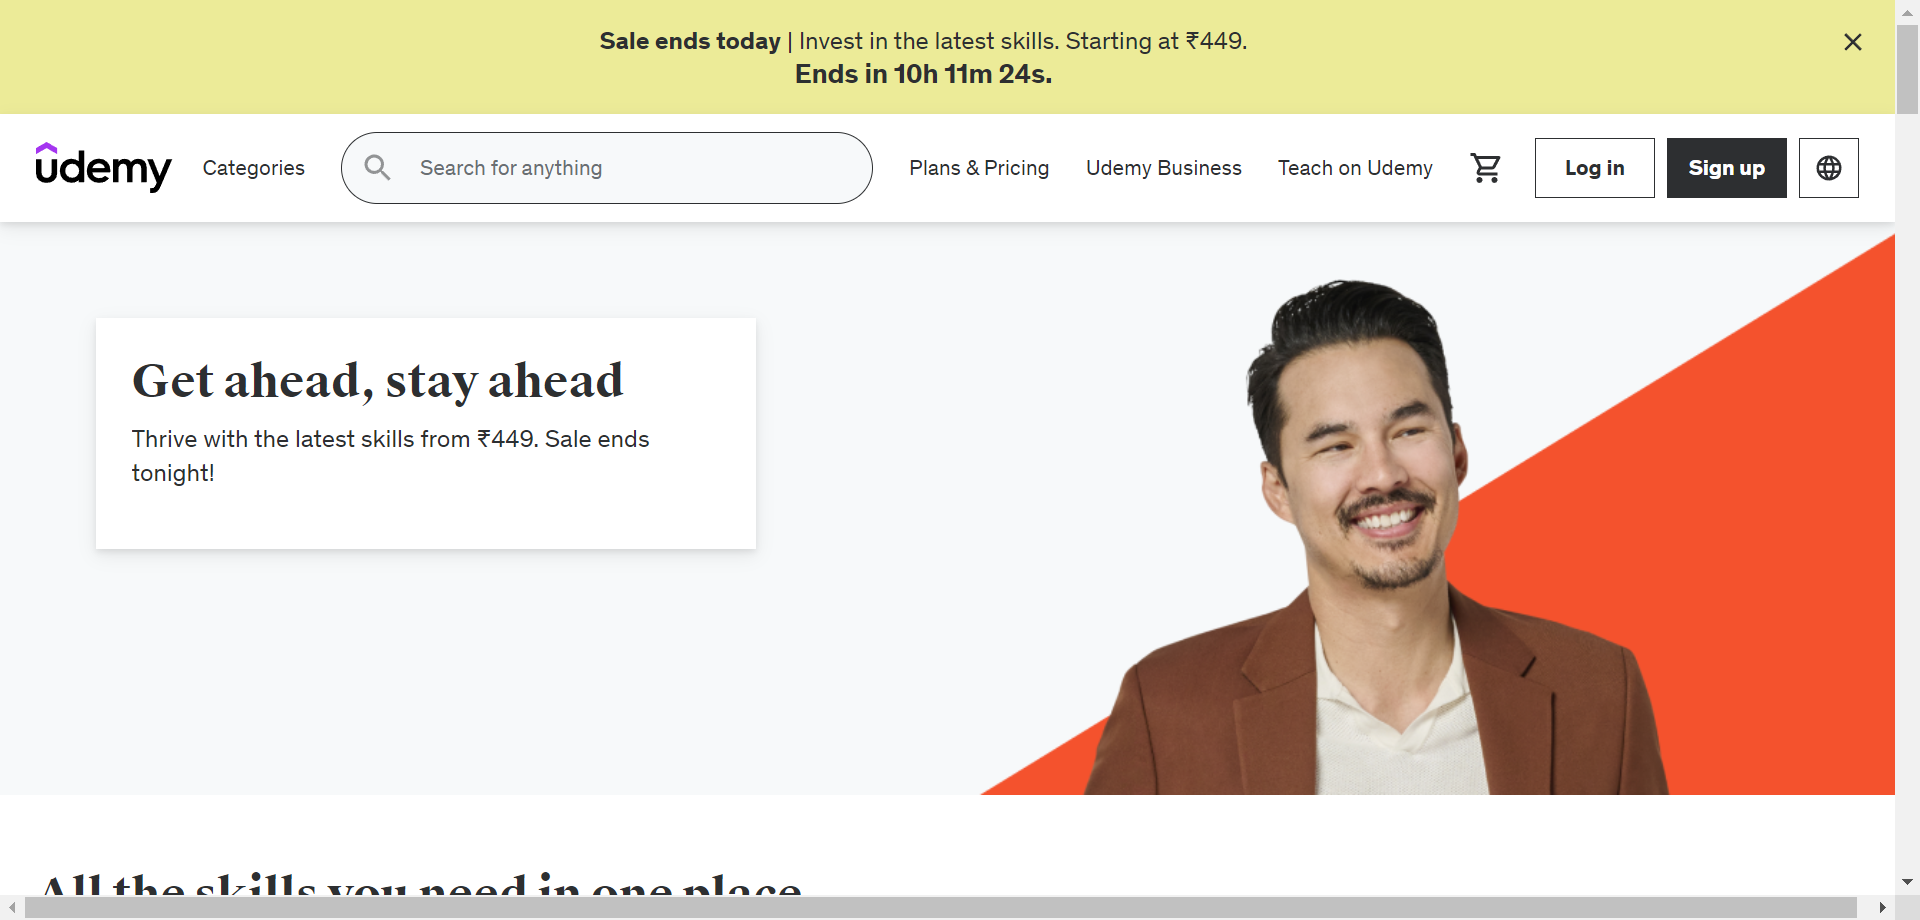 Sale ends today | Invest in the latest skills. Starting at ₹449.
Ends in 10h 11m 24s.
udemy
Categories
Search for anything
Plans & Pricing
Udemy Business
Teach on Udemy
Log in
Sign up
Get ahead, stay ahead
Thrive with the latest skills from ₹449. Sale ends
tonight!
All the skills you need in one place